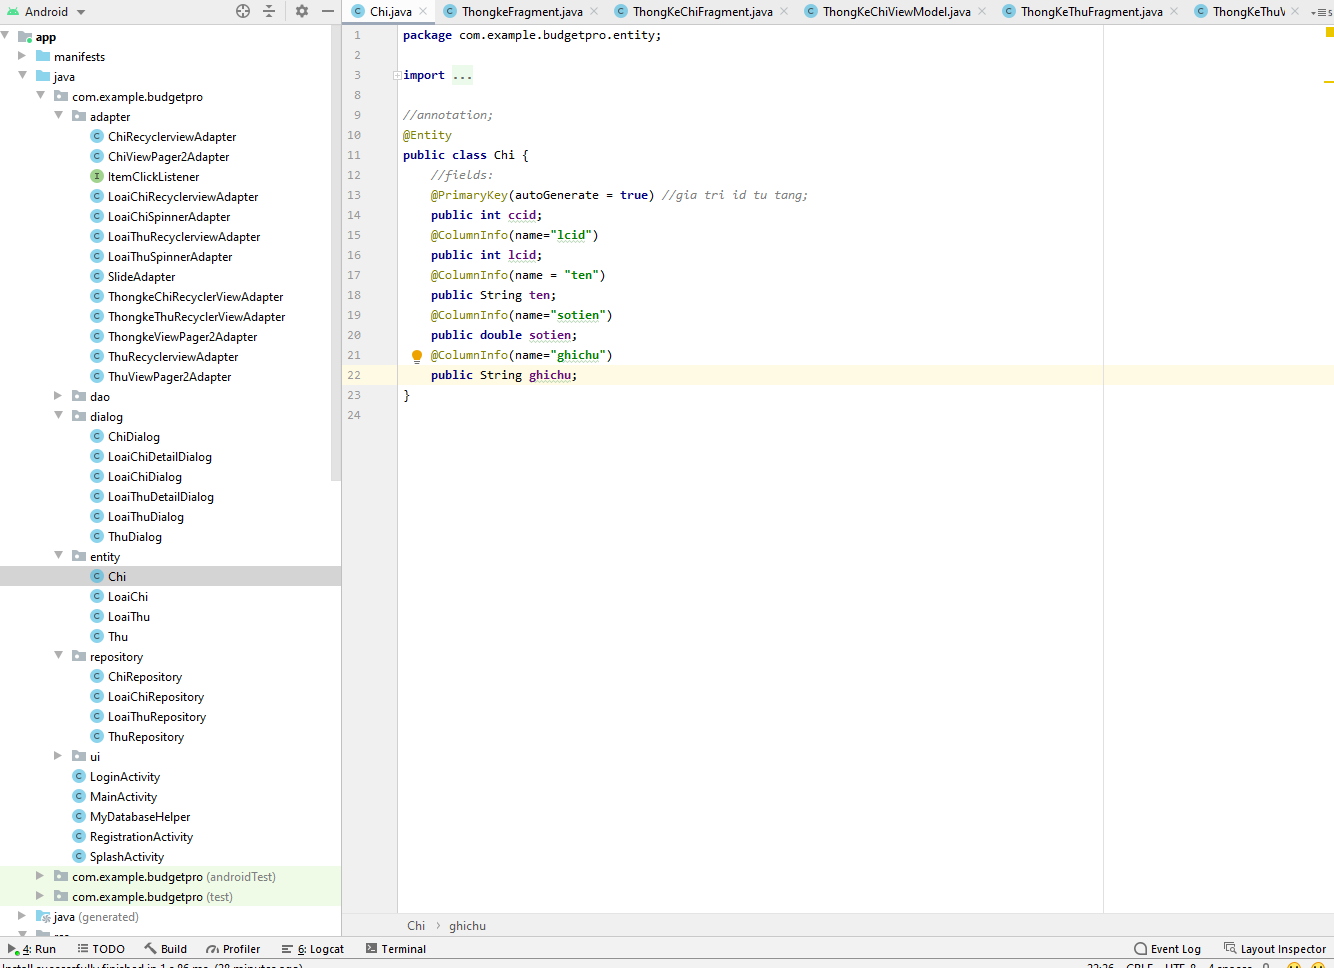 Android
Chi.java
ThongkeFragment.java
ThongKeChiFragment.java
ThongKeChiViewModel.java
ThongKeThuFragment.java
ThongKeThuV
app
manifests
java
com.example.budgetpro
adapter
ChiRecyclerviewAdapter
ChiViewPager2Adapter
ItemClickListener
LoaiChiRecyclerviewAdapter
LoaiChiSpinnerAdapter
LoaiThuRecyclerviewAdapter
LoaiThuSpinnerAdapter
SlideAdapter
ThongkeChiRecyclerViewAdapter
ThongkeThuRecyclerViewAdapter
ThongkeViewPager2Adapter
ThuRecyclerviewAdapter
ThuViewPager2Adapter
dao
dialog
ChiDialog
LoaiChiDetailDialog
LoaiChiDialog
LoaiThuDetailDialog
LoaiThuDialog
ThuDialog
entity
Chi
LoaiChi
LoaiThu
Thu
repository
ChiRepository
LoaiChiRepository
LoaiThuRepository
ThuRepository
ui
LoginActivity
MainActivity
MyDatabaseHelper
RegistrationActivity
SplashActivity
com.example.budgetpro (androidTest)
com.example.budgetpro (test)
java (generated)
1 package com.example.budgetpro.entity;
2
3 import ...
8
9 //annotation;
10 @Entity
11 public class Chi {
12 //fields:
13 @PrimaryKey(autoGenerate = true) //gia tri id tu tang;
14 public int ccid;
15 @ColumnInfo(name="lcid")
16 public int lcid;
17 @ColumnInfo(name = "ten")
18 public String ten;
19 @ColumnInfo(name="sotien")
20 public double sotien;
21 @ColumnInfo(name="ghichu")
22 public String ghichu;
23 }
24
Chi › ghichu
4: Run TODO Build Profiler 6: Logcat Terminal Event Log Layout Inspector